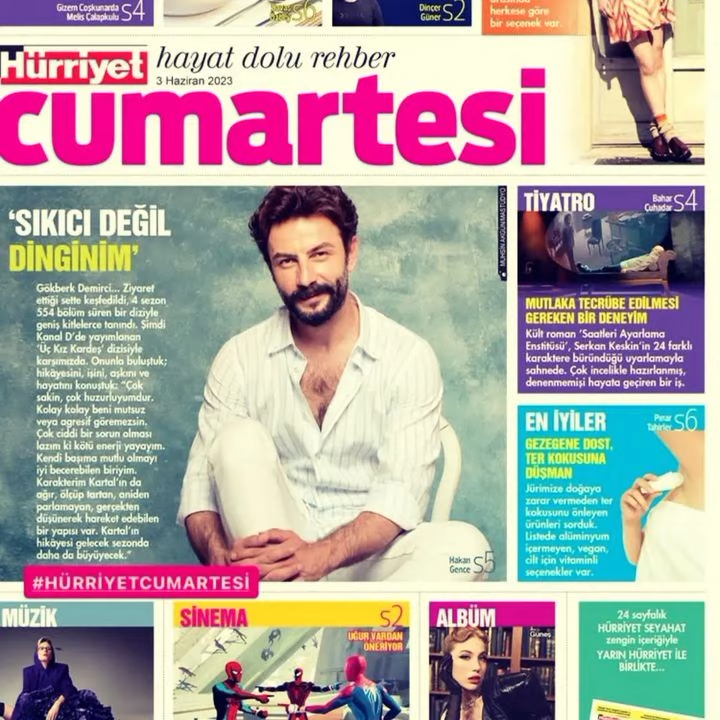 Gizem Coşkunarda
Melis Çalapkulu S4
S6
Dinçer
Güner S2
herkese göre
bir seçenek var.
Hürriyet hayat dolu rehber
3 Haziran 2023
cumartesi
‘SIKICI DEĞİL
DİNGİNİM’
Gökberk Demirci... Ziyaret
ettiği sette keşfedildi, 4 sezon
554 bölüm süren bir diziyle
geniş kitlelerce tanındı. Şimdi
Kanal D’de yayımlanan
‘Üç Kız Kardeş’ dizisiyle
karşımızda. Onunla buluştuk;
hikâyesini, işini, aşkını ve
hayatını konuştuk: “Çok
sakin, çok huzurluyumdur.
Kolay kolay beni mutsuz
veya agresif göremezsin.
Çok ciddi bir sorun olması
lazım ki kötü enerji yayayım.
Kendi başıma mutlu olmayı
iyi becerebilen biriyim.
Karakterim Kartal’ın da
ağır, ölçüp tartan, aniden
parlamayan, gerçekten
düşünerek hareket edebilen
bir yapısı var. Kartal’ın
hikâyesi gelecek sezonda
daha da büyüyecek.”
Hakan
Gence S5
#HÜRRİYETCUMARTESİ
TİYATRO
Bahar
Çuhadar S4
MUTLAKA TECRÜBE EDİLMESİ
GEREKEN BİR DENEYİM
Kült roman ‘Saatleri Ayarlama
Enstitüsü’, Serkan Keskin’in 24 farklı
karaktere büründüğü uyarlamayla
sahnede. Çok incelikle hazırlanmış,
denenmemişi hayata geçiren bir iş.
EN İYİLER
Pınar
Tahirler S6
GEZEGENE DOST,
TER KOKUSUNA
DÜŞMAN
Jürimize doğaya
zarar vermeden ter
kokusunu önleyen
ürünleri sorduk.
Listede alüminyum
içermeyen, vegan,
cilt için vitaminli
seçenekler var.
MÜZİK
SİNEMA
S2
UĞUR VARDAN
ÖNERİYOR
ALBÜM
Güneş
24 sayfalık
HÜRRİYET SEYAHAT
zengin içeriğiyle
YARIN HÜRRİYET İLE
BİRLİKTE...